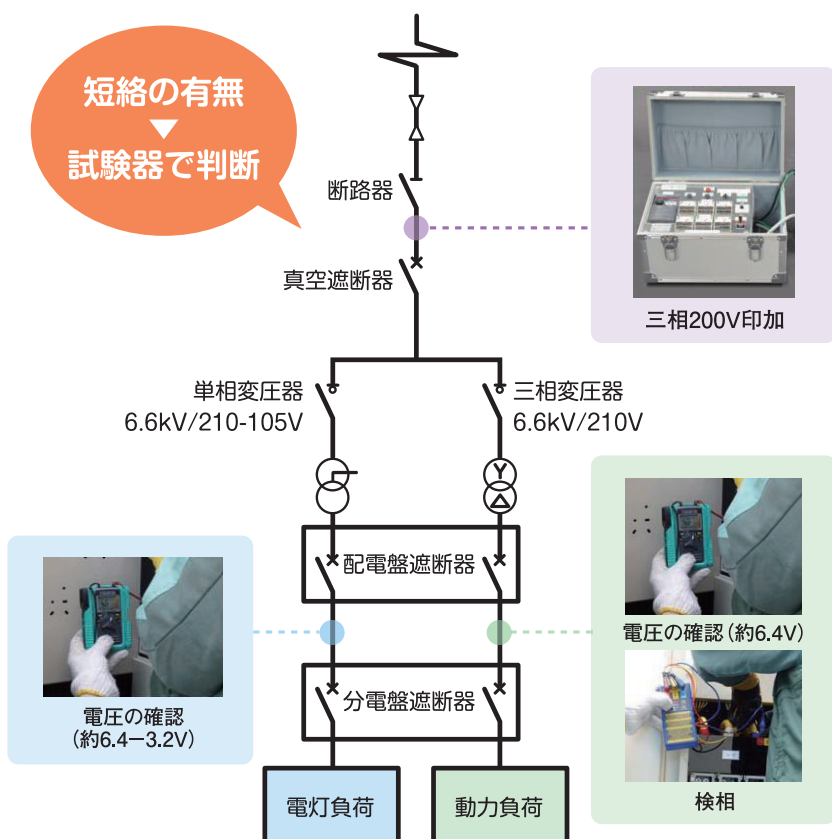 短絡の有無
試験器で判断
断路器
三相200V印加
真空遮断器
単相変圧器
6.6kV/210-105V
三相変圧器
6.6kV/210V
配電盤遮断器
電圧の確認
(約6.4ー3.2V)
電圧の確認(約6.4V)
分電盤遮断器
検相
電灯負荷
動力負荷